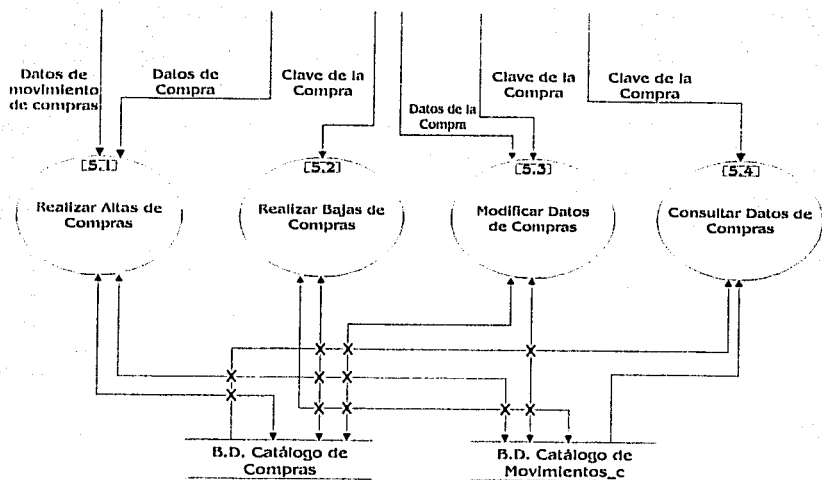 Datos de
movimiento
de compras
Datos de
Compra
Clave de la
Compra
Datos de la
Compra
Clave de la
Compra
Clave de la
Compra
[5.1]
Realizar Altas de
Compras
[5.2]
Realizar Bajas de
Compras
[5.3]
Modificar Datos
de Compras
[5.4]
Consultar Datos de
Compras
B.D. Catálogo de
Compras
B.D. Catálogo de
Movimientos_c